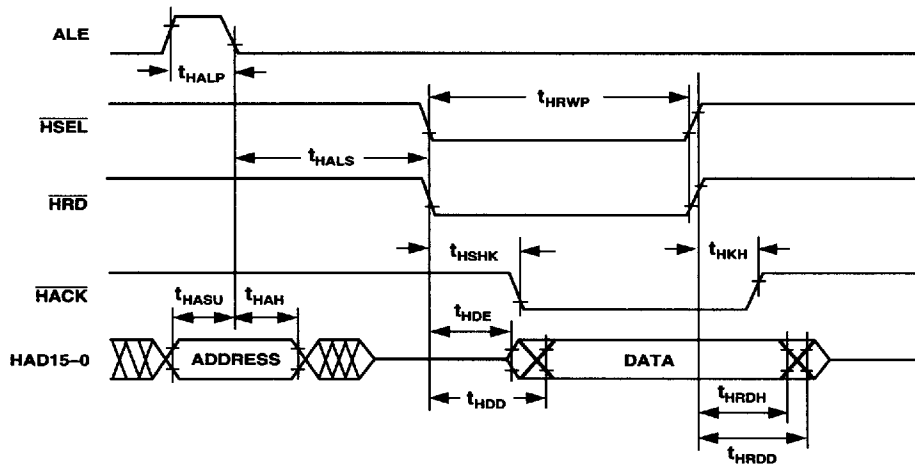 ALE
tHALP
HSEL
tHRWP
tHALS
HRD
tHSHK
tHKH
HACK
tHASU
tHAH
tHDE
HAD15–0
ADDRESS
DATA
tHDD
tHRDH
tHRDD